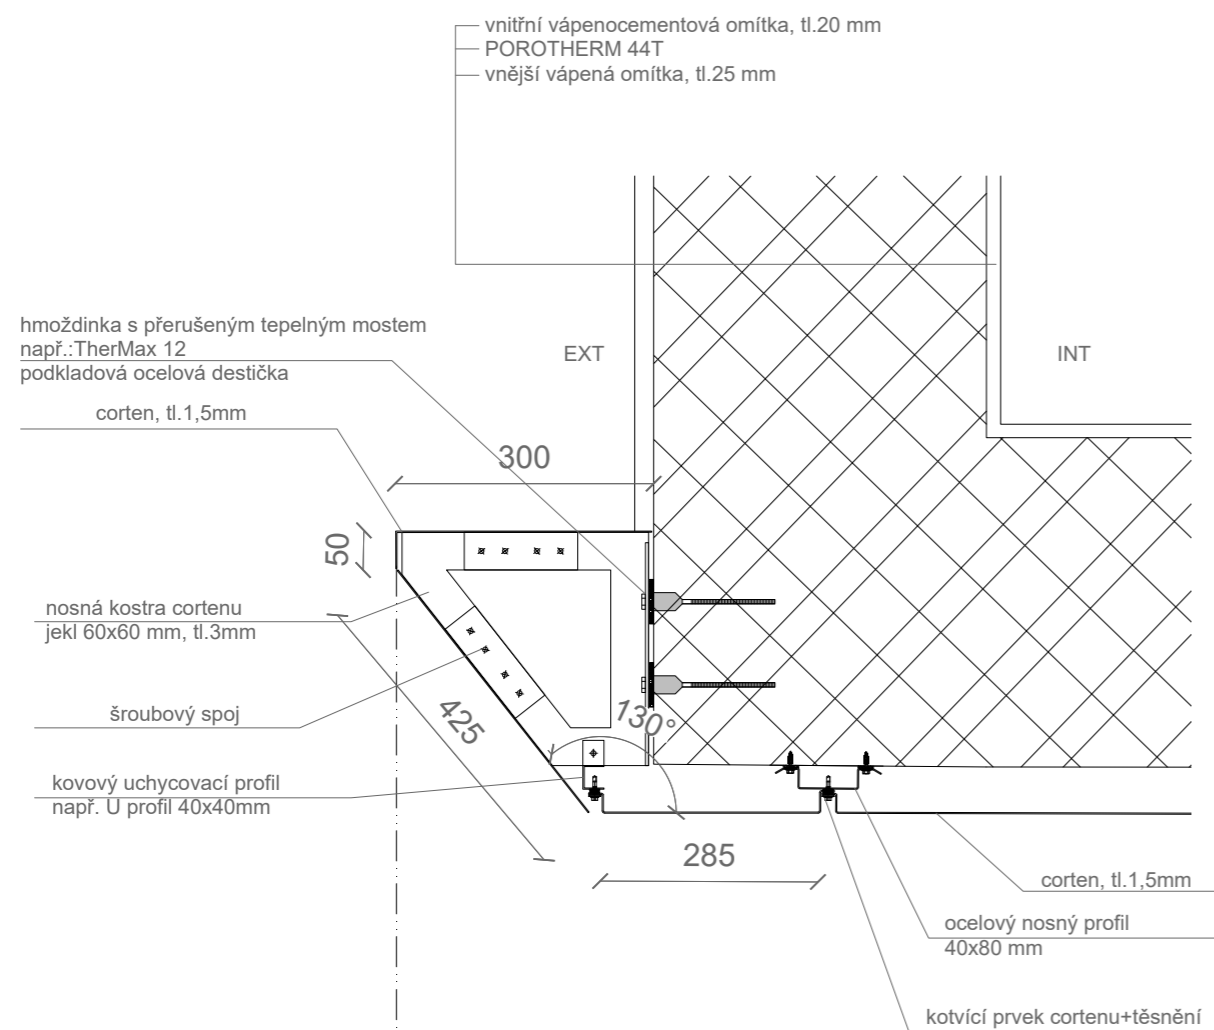 vnitřní vápenocementová omítka, tl.20 mm
POROTHERM 44T
vnější vápená omítka, tl.25 mm
hmoždinka s přerušeným tepelným mostem
např.:TherMax 12
podkladová ocelová destička
EXT
INT
corten, tl.1,5mm
300
50
nosná kostra cortenu
jekl 60x60 mm, tl.3mm
šroubový spoj
425
130°
kovový uchycovací profil
např. U profil 40x40mm
285
corten, tl.1,5mm
ocelový nosný profil
40x80 mm
kotvící prvek cortenu+těsnění